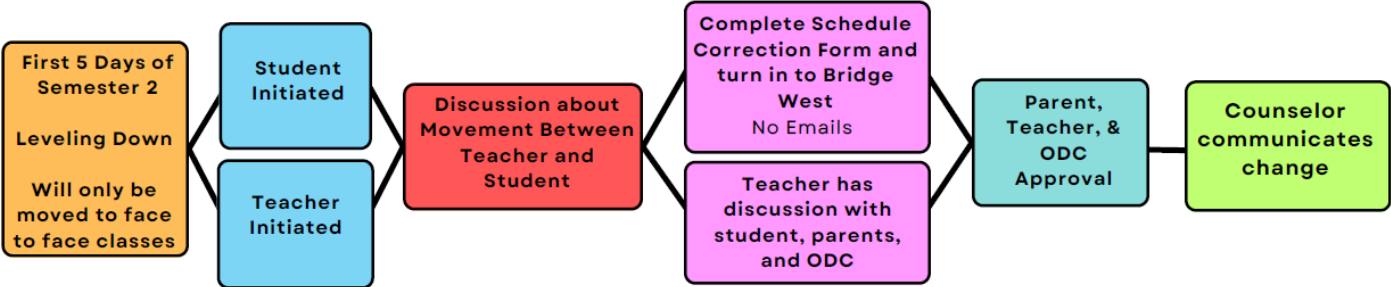 First 5 Days of
Semester 2
Leveling Down
Will only be
moved to face
to face classes
Student
Initiated
Teacher
Initiated
Discussion about
Movement Between
Teacher and
Student
Complete Schedule
Correction Form and
turn in to Bridge
West
No Emails
Teacher has
discussion with
student, parents,
and ODC
Parent,
Teacher, &
ODC
Approval
Counselor
communicates
change